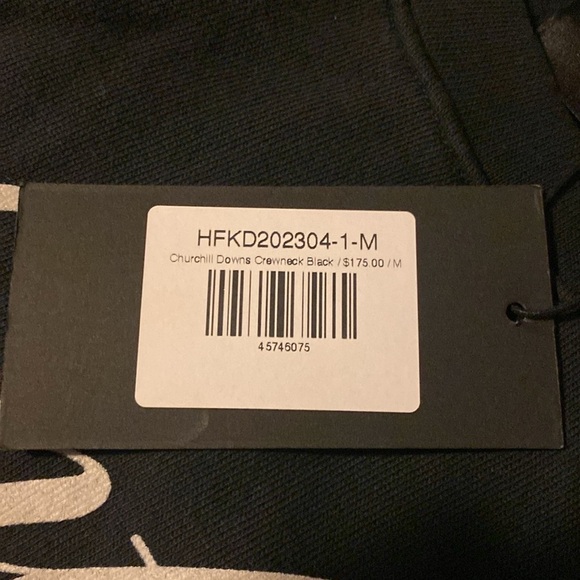 HFKD202304-1-M
Churchill Downs Crewneck Black / $175.00 / M
45746075